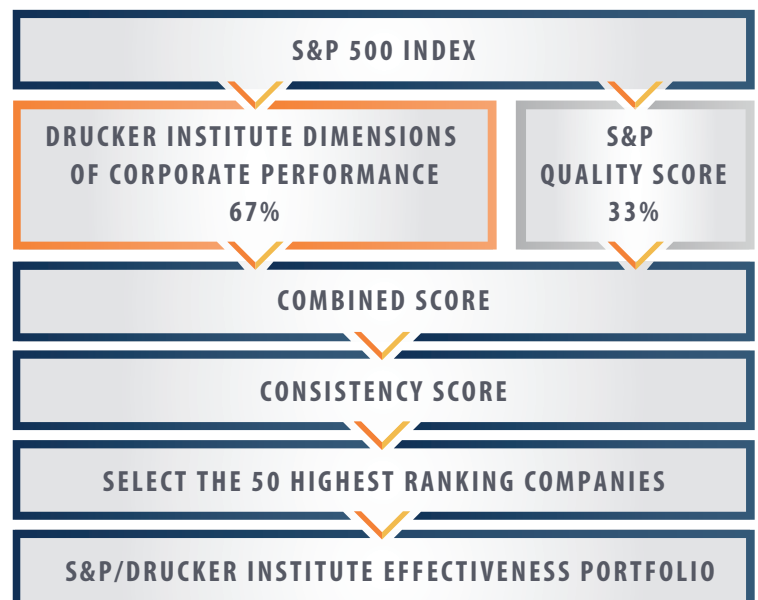 S&P 500 INDEX
DRUCKER INSTITUTE DIMENSIONS
OF CORPORATE PERFORMANCE
67%
S&P
QUALITY SCORE
33%
COMBINED SCORE
CONSISTENCY SCORE
SELECT THE 50 HIGHEST RANKING COMPANIES
S&P/DRUCKER INSTITUTE EFFECTIVENESS PORTFOLIO